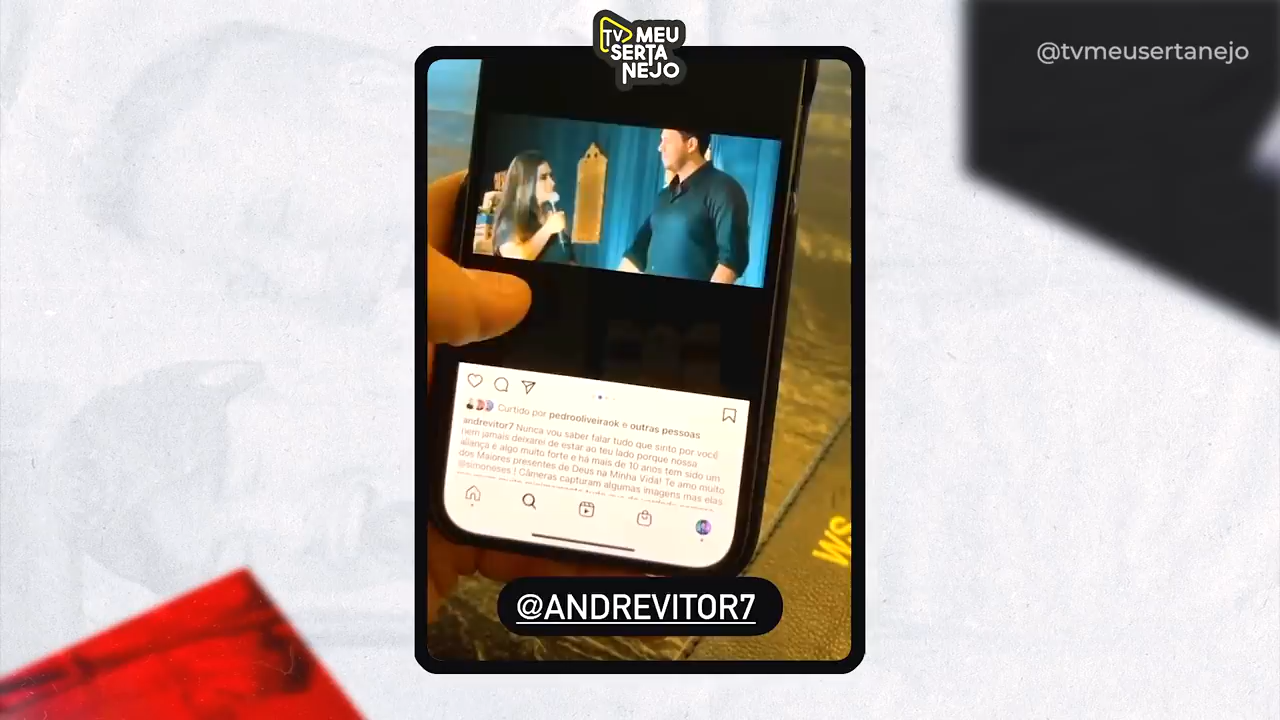 TV MEU
SERTA
NEJO
@tvmeusertanejo
Curtido por pedrooliveiraok e outras pessoas
andrevitor7 Nunca vou saber falar tudo que sinto por você
nem jamais deixarei de estar ao teu lado porque nossa
aliança é algo muito forte e há mais de 10 anos tem sido um
dos Maiores presentes de Deus na Minha Vida! Te amo muito
@simoneses ! Câmeras capturam algumas imagens mas elas
WS
@ANDREVITOR7